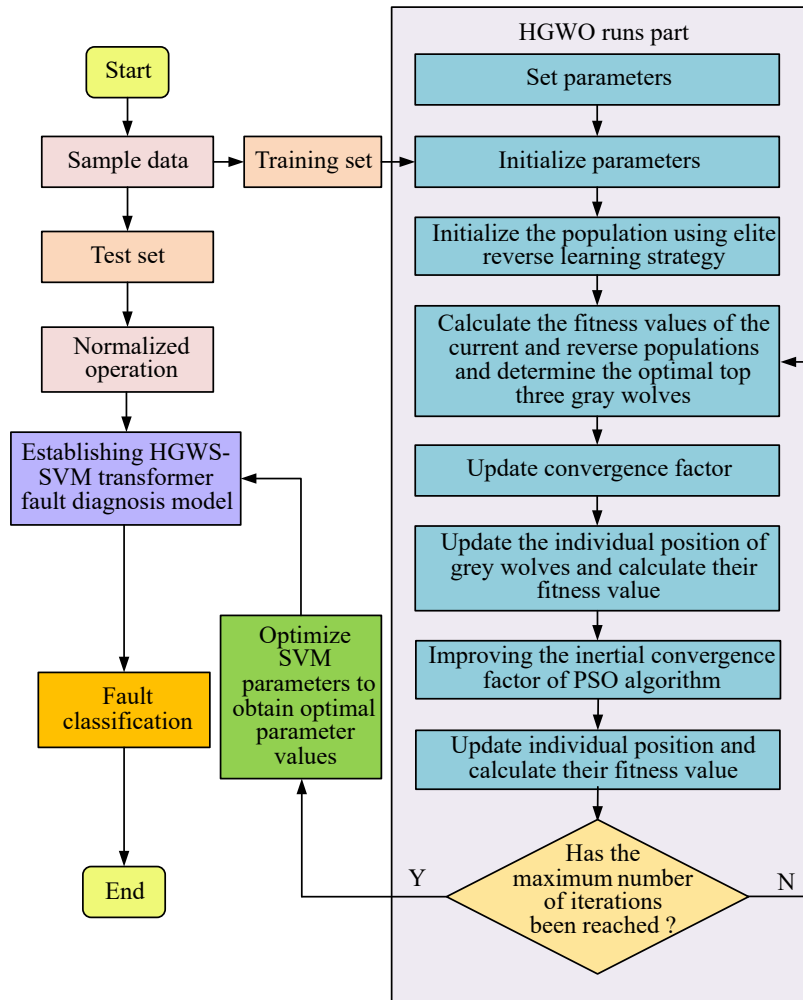 Start
Sample data
Training set
Test set
Normalized
operation
Establishing HGWS-
SVM transformer
fault diagnosis model
Fault
classification
End
Optimize
SVM
parameters to
obtain optimal
parameter
values
HGWO runs part
Set parameters
Initialize parameters
Initialize the population using elite
reverse learning strategy
Calculate the fitness values of the
current and reverse populations
and determine the optimal top
three gray wolves
Update convergence factor
Update the individual position of
grey wolves and calculate their
fitness value
Improving the inertial convergence
factor of PSO algorithm
Update individual position and
calculate their fitness value
Has the
maximum number
of iterations
been reached ?
Y
N